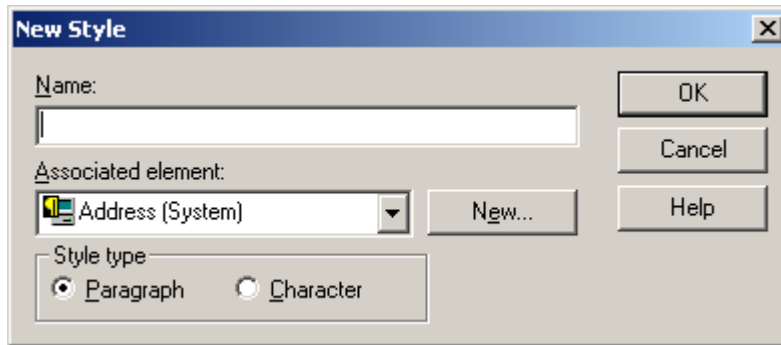 New Style
Name:
OK
Cancel
Associated element:
Address (System)
New...
Help
Style type
Paragraph
Character